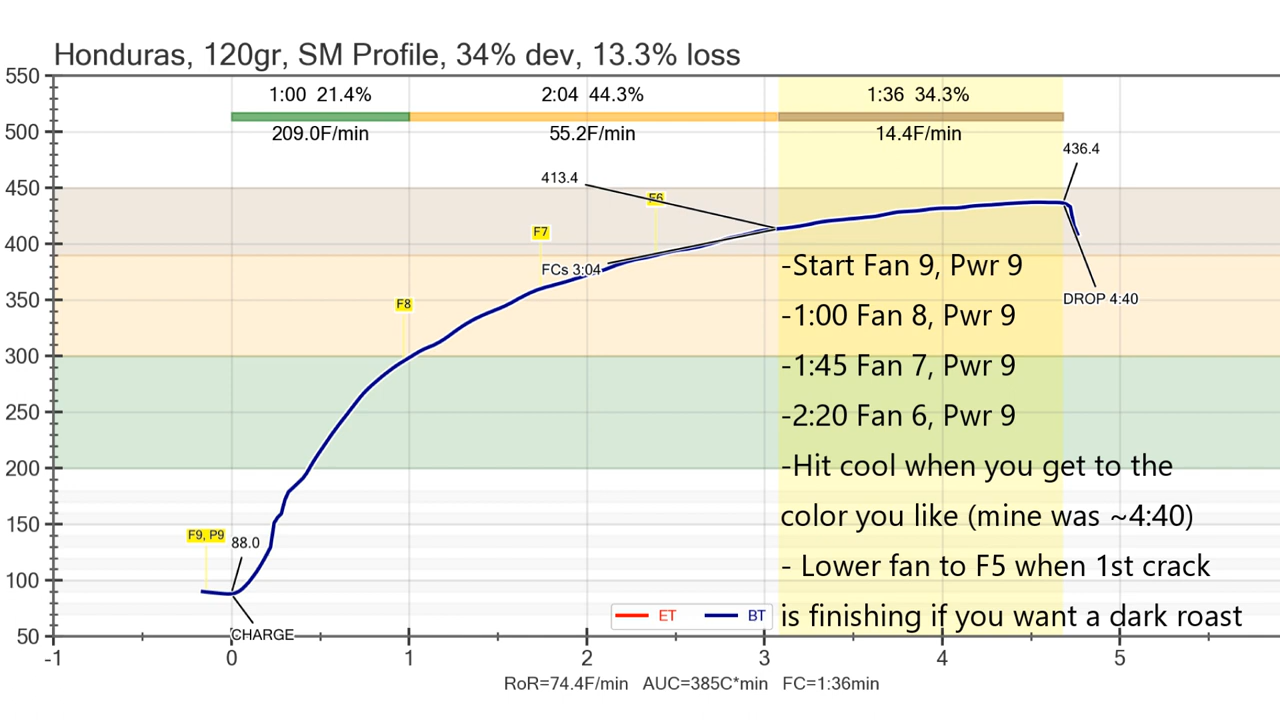 Honduras, 120gr, SM Profile, 34% dev, 13.3% loss
550
1:00 21.4%
2:04 44.3%
1:36 34.3%
500
209.0F/min
55.2F/min
14.4F/min
436.4
450
413.4
F6
F7
400
FCs 3:04
-Start Fan 9, Pwr 9
DROP 4:40
350
F8
-1:00 Fan 8, Pwr 9
300
-1:45 Fan 7, Pwr 9
250
-2:20 Fan 6, Pwr 9
200
-Hit cool when you get to the
150
color you like (mine was ~4:40)
F9, P9
88.0
100
- Lower fan to F5 when 1st crack
ET
BT
is finishing if you want a dark roast
50
CHARGE
-1
0
1
2
3
4
5
RoR=74.4F/min AUC=385C*min FC=1:36min